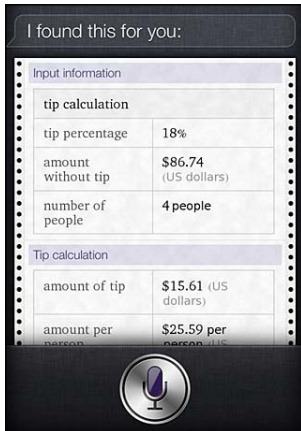 I found this for you:
Input information
tip calculation
tip percentage 18%
amount $86.74
without tip (US dollars)
number of 4 people
people
Tip calculation
amount of tip $15.61 (US
dollars)
amount per $25.59 per
person person (US